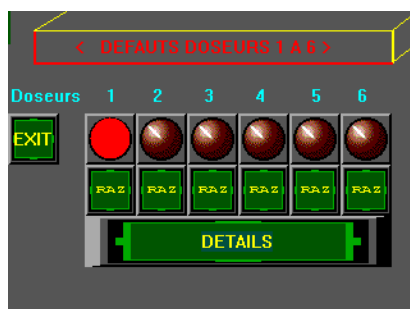 < DEFAUTS DOSEURS 1 A 6 >
Doseurs 1 2 3 4 5 6
EXIT
RAZ RAZ RAZ RAZ RAZ RAZ
DETAILS